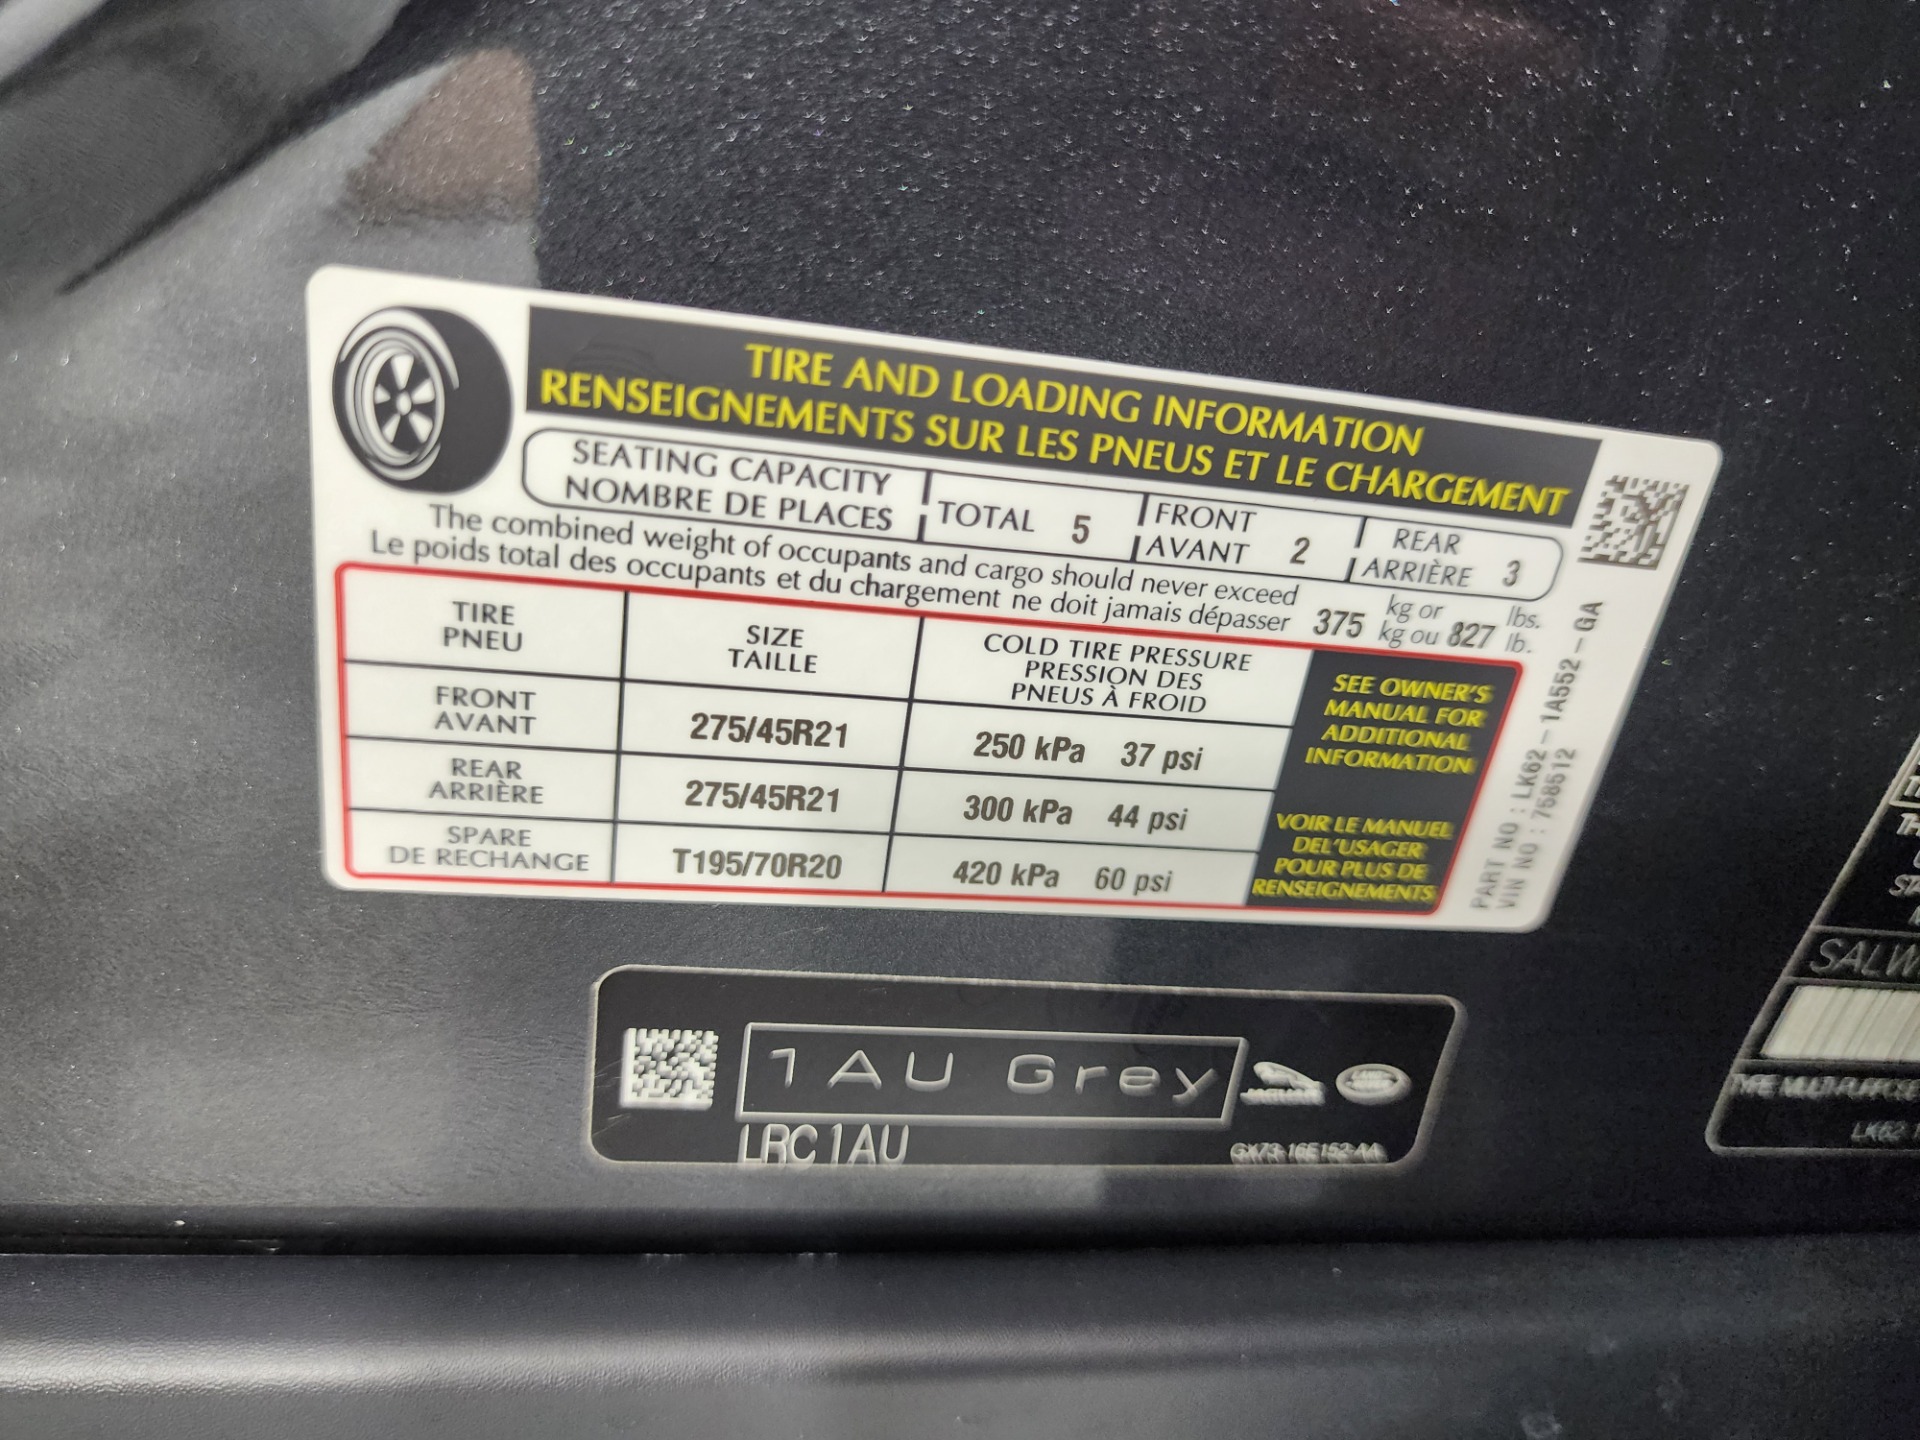 TIRE AND LOADING INFORMATION
RENSEIGNEMENTS SUR LES PNEUS ET LE CHARGEMENT
SEATING CAPACITY
NOMBRE DE PLACES
TOTAL 5
FRONT
AVANT 2
REAR
ARRIÈRE 3
The combined weight of occupants and cargo should never exceed 375 kg or 827 lbs.
Le poids total des occupants et du chargement ne doit jamais dépasser kg ou lb.
TIRE
PNEU
SIZE
TAILLE
COLD TIRE PRESSURE
PRESSION DES
PNEUS À FROID
FRONT
AVANT
275/45R21
250 kPa 37 psi
REAR
ARRIÈRE
275/45R21
300 kPa 44 psi
SPARE
DE RECHANGE
T195/70R20
420 kPa 60 psi
SEE OWNER'S
MANUAL FOR
ADDITIONAL
INFORMATION
VOIR LE MANUEL
DEL'USAGER
POUR PLUS DE
RENSEIGNEMENTS
PART NO : LK62-1A552-GA
VIN NO : 758512
1AU Grey
JAGUAR
LRC1AU
GX73-16E152-AA
SALW